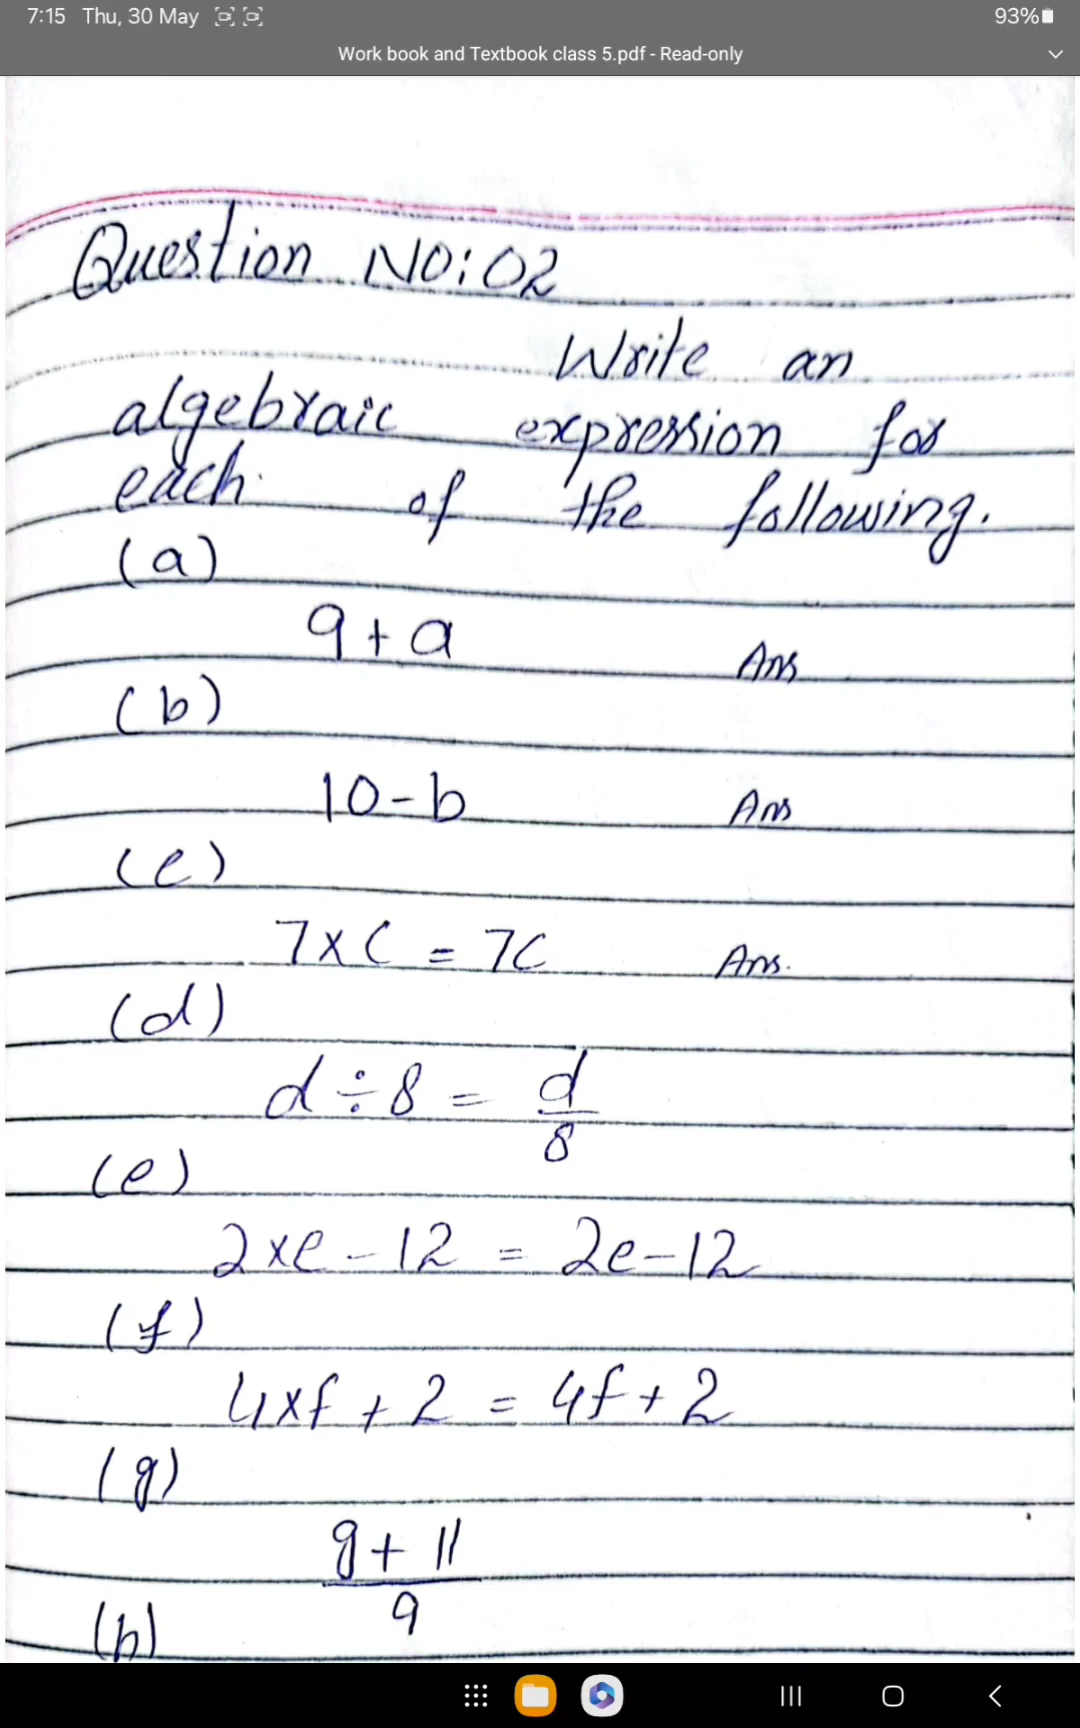 7:15 Thu, 30 May 93%
Work book and Textbook class 5.pdf - Read-only
Question No: 02
Write an
algebraic expression for
each of the following.
(a)
9 + a Ans
(b)
10 - b Ans
(c)
7 x C = 7C Ans.
(d)
d ÷ 8 = d/8
(e)
2 x e - 12 = 2e - 12
(f)
4 x f + 2 = 4f + 2
(g)
g + 11
9
(h)